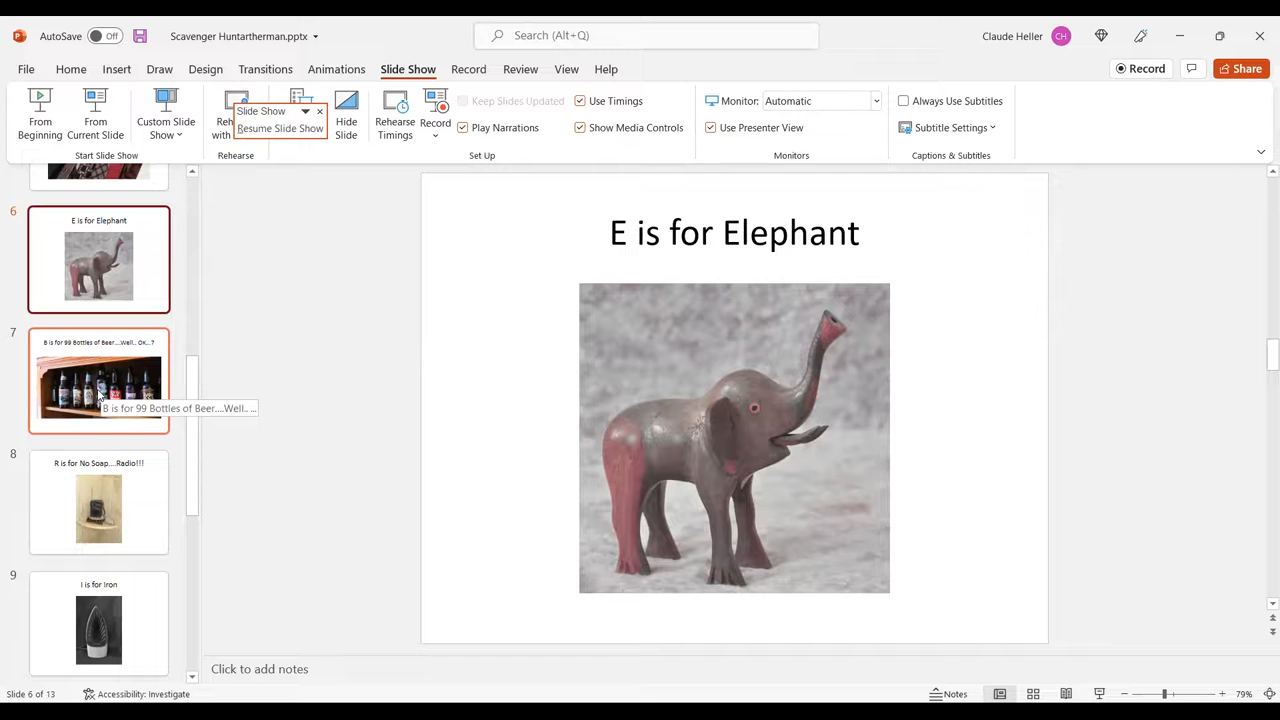 AutoSave Off Scavenger Huntartherman.pptx Search (Alt+Q) Claude Heller CH
File Home Insert Draw Design Transitions Animations Slide Show Record Review View Help Record Share
From Beginning
From Current Slide
Custom Slide Show
Start Slide Show
Reh
with
Rehearse
Slide Show
Resume Slide Show
Hide Slide
Rehearse Timings
Record
Keep Slides Updated
Play Narrations
Use Timings
Show Media Controls
Set Up
Monitor: Automatic
Use Presenter View
Monitors
Always Use Subtitles
Subtitle Settings
Captions & Subtitles
6
E is for Elephant
7
B is for 99 Bottles of Beer....Well.. OK...?
B is for 99 Bottles of Beer....Well.. ...
8
R is for No Soap....Radio!!!
9
I is for Iron
E is for Elephant
Click to add notes
Slide 6 of 13 Accessibility: Investigate Notes 79%